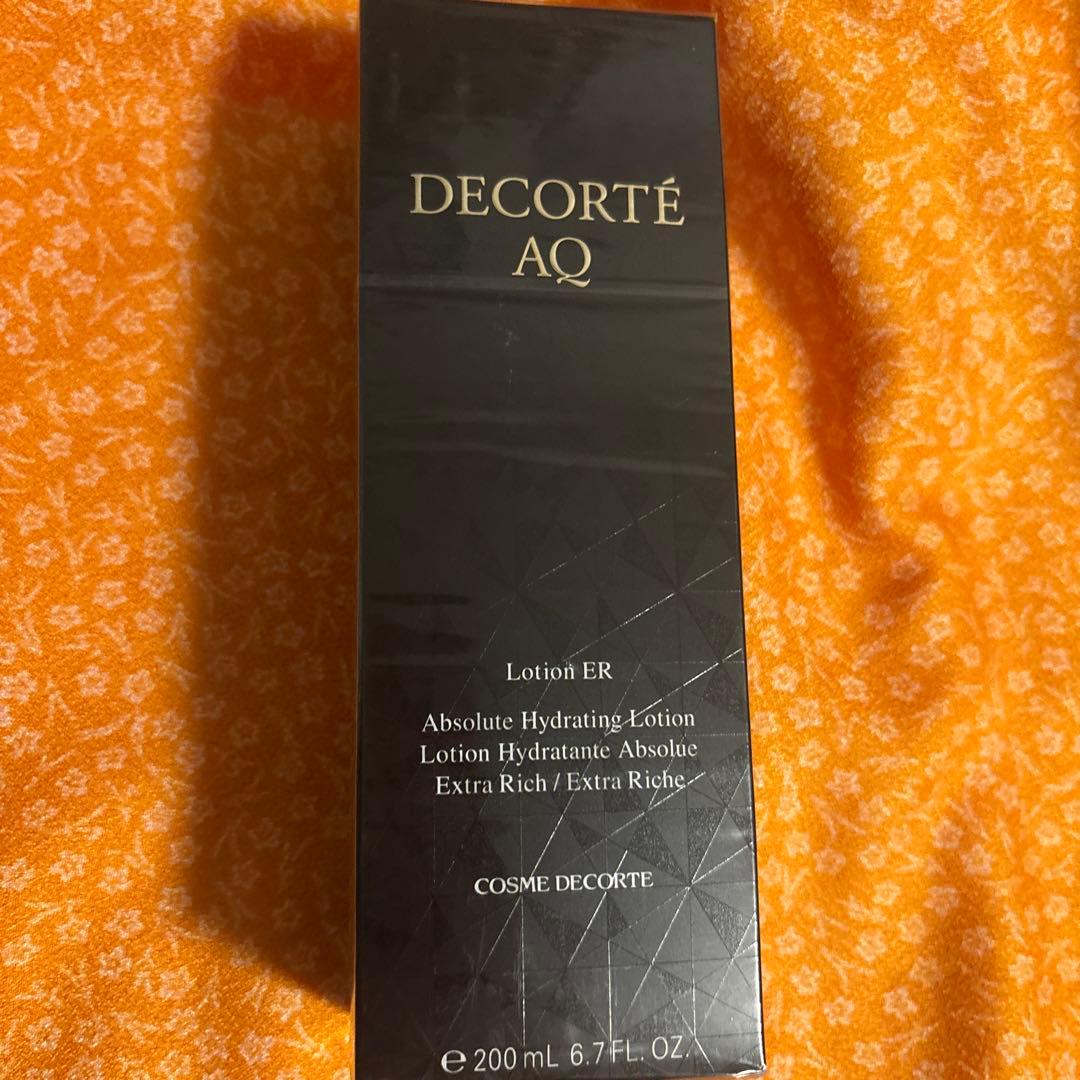 DECORTÉ
AQ
Lotion ER
Absolute Hydrating Lotion
Lotion Hydratante Absolue
Extra Rich / Extra Riche
COSME DECORTE
℮ 200 mL 6.7 FL. OZ.